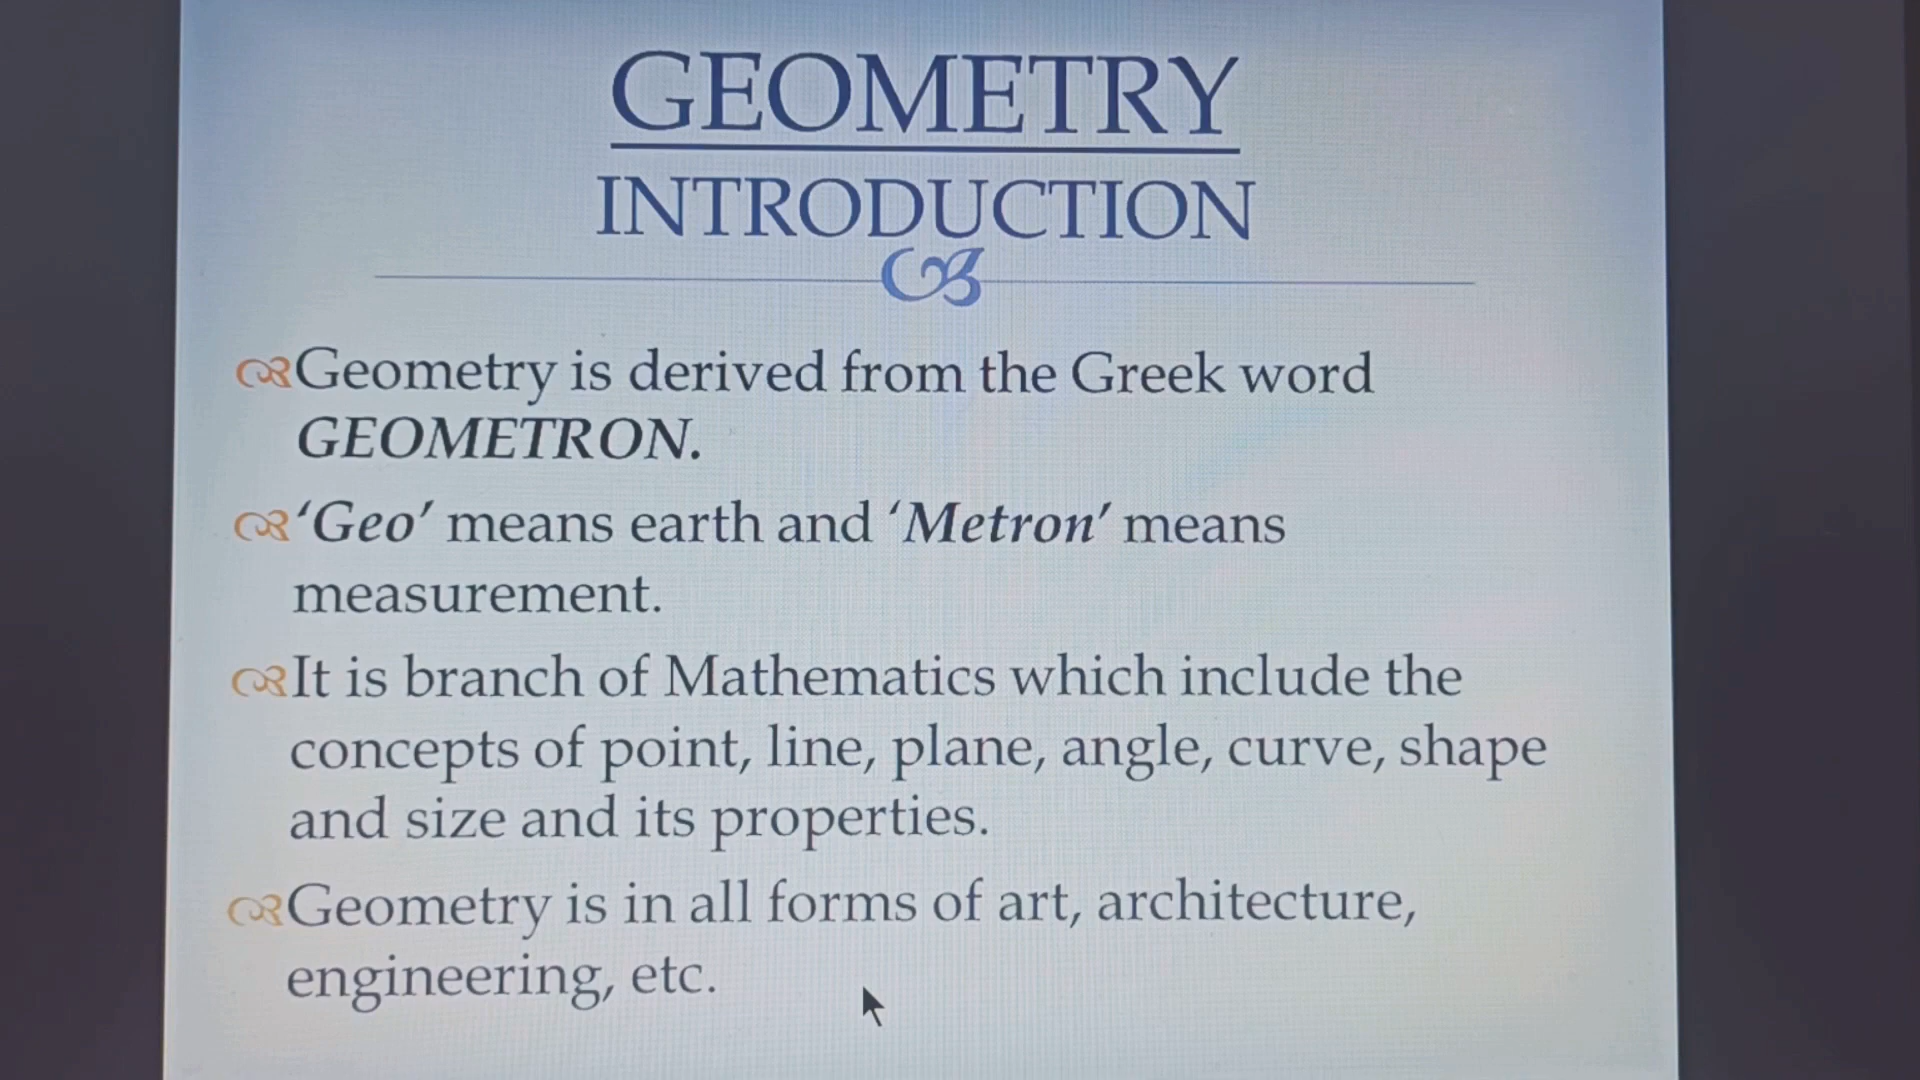 GEOMETRY
INTRODUCTION
Geometry is derived from the Greek word
GEOMETRON.
‘Geo’ means earth and ‘Metron’ means
measurement.
It is branch of Mathematics which include the
concepts of point, line, plane, angle, curve, shape
and size and its properties.
Geometry is in all forms of art, architecture,
engineering, etc.